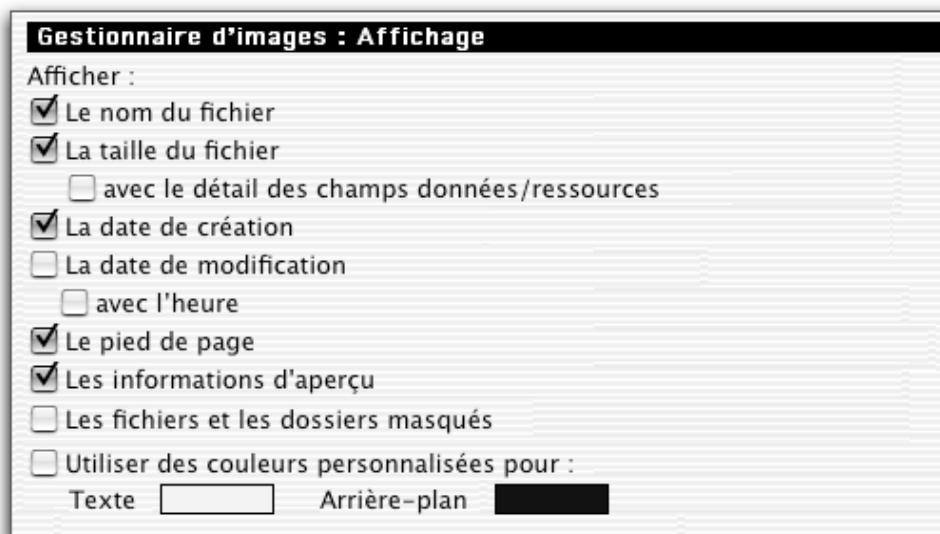 Gestionnaire d'images : Affichage
Afficher :
Le nom du fichier
La taille du fichier
avec le détail des champs données/ressources
La date de création
La date de modification
avec l'heure
Le pied de page
Les informations d'aperçu
Les fichiers et les dossiers masqués
Utiliser des couleurs personnalisées pour :
Texte Arrière-plan